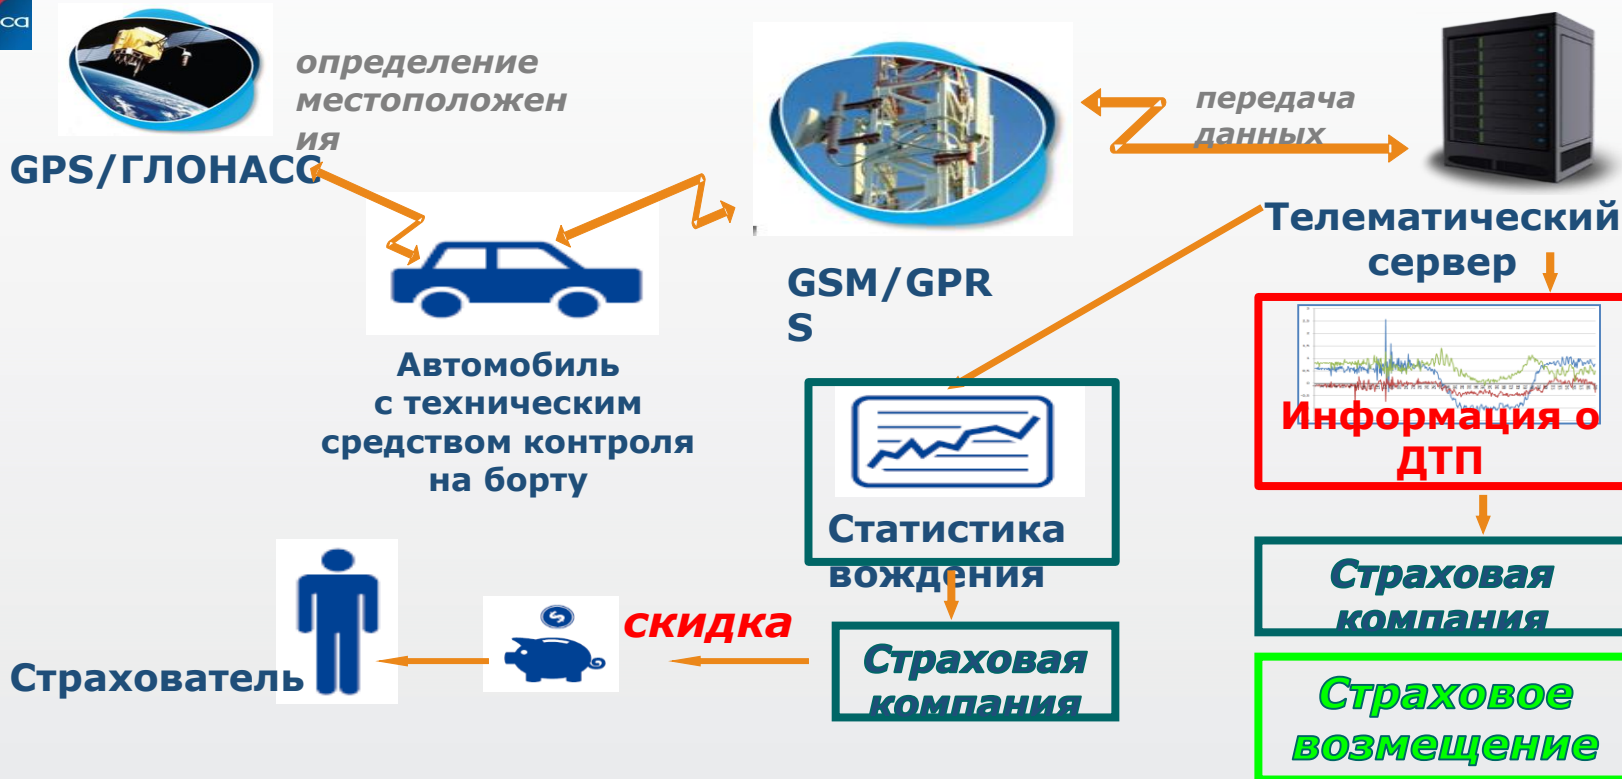 са
определение
местоположен
ия
GPS/ГЛОНАСС
передача
данных
Телематический
сервер
GSM/GPR
S
Автомобиль
с техническим
средством контроля
на борту
Информация о
ДТП
Статистика
вождения
Страховая
компания
скидка
Страхователь
Страховая
компания
Страховое
возмещение